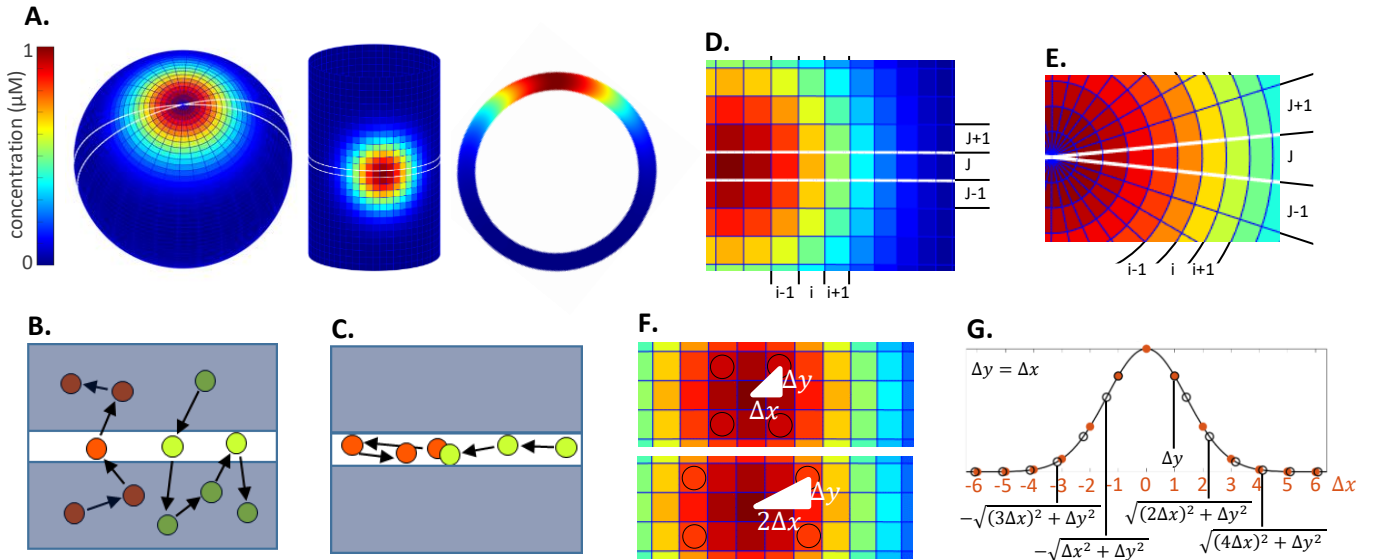 A.
1
concentration (μM)
0
D.
J+1
J
J-1
i-1 i i+1
E.
J+1
J
J-1
i-1 i i+1
B.
C.
F.
Δy
Δx
Δy
2Δx
G.
Δy = Δx
Δy
-6 -5 -4 -3 -2 -1 0 1 2 3 4 5 6 Δx
−√(3Δx)² + Δy²
√(2Δx)² + Δy²
−√Δx² + Δy²
√(4Δx)² + Δy²